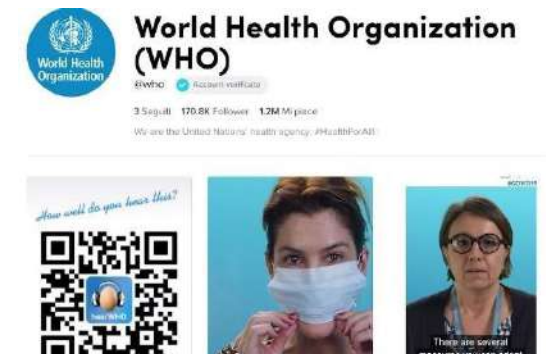 World Health Organization
(WHO)
World Health
Organization
@who Account verificato
3 Seguiti 170.8K Follower 1.2M Mi piace
We are the United Nations' health agency. #HealthForAll
How well do you hear this?
hearWHO
There are several